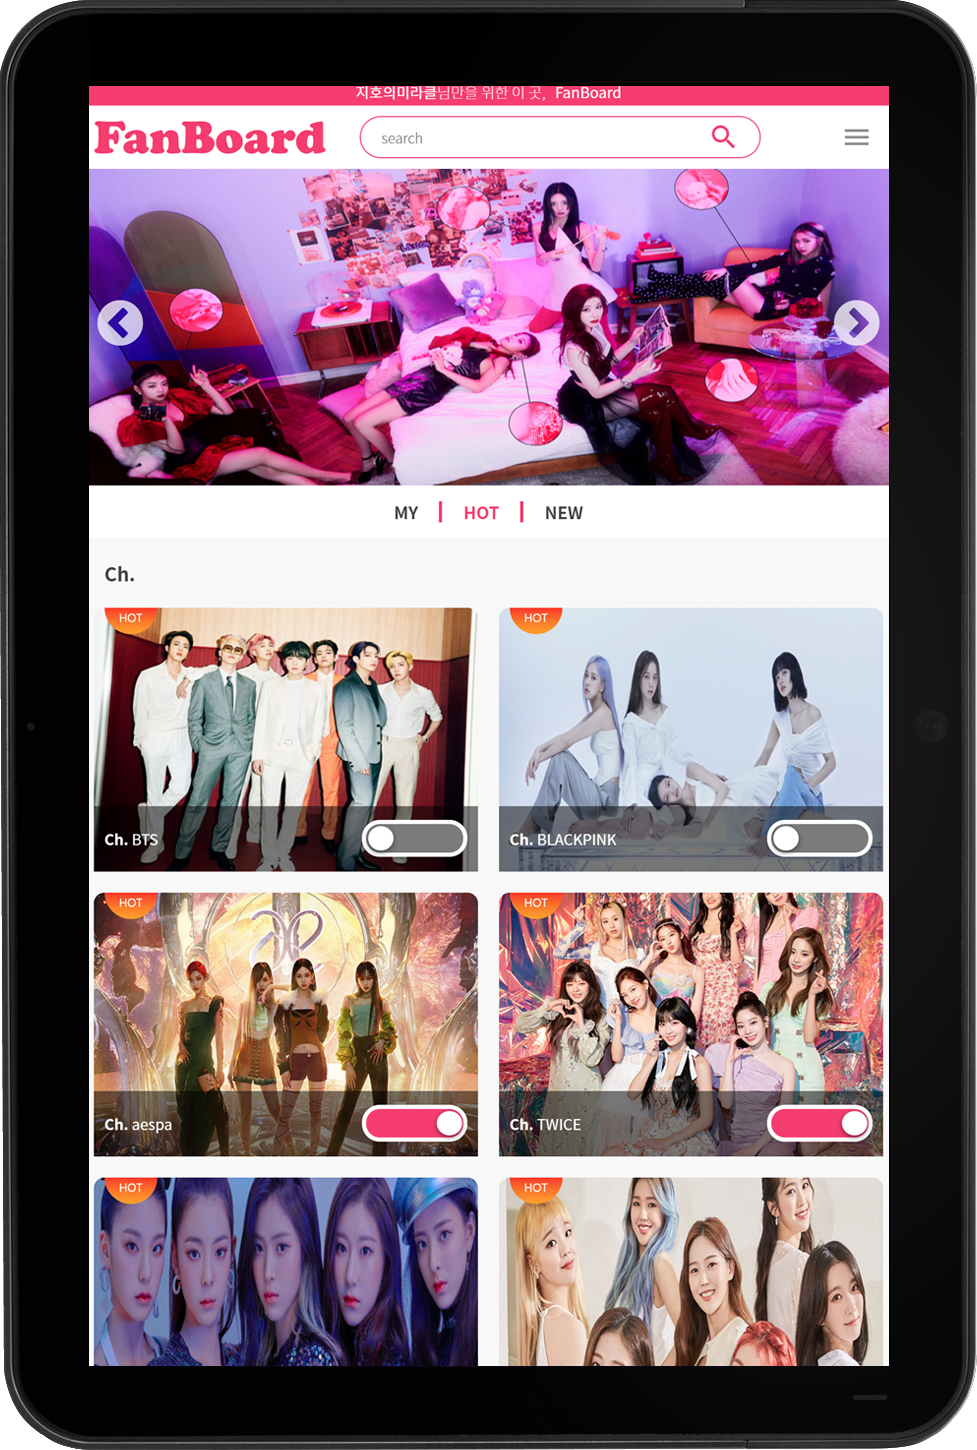 지호의미라클님만을 위한 이 곳, FanBoard
FanBoard
search
MY | HOT | NEW
Ch.
HOT
HOT
Ch. BTS
Ch. BLACKPINK
HOT
HOT
Ch. aespa
Ch. TWICE
HOT
HOT